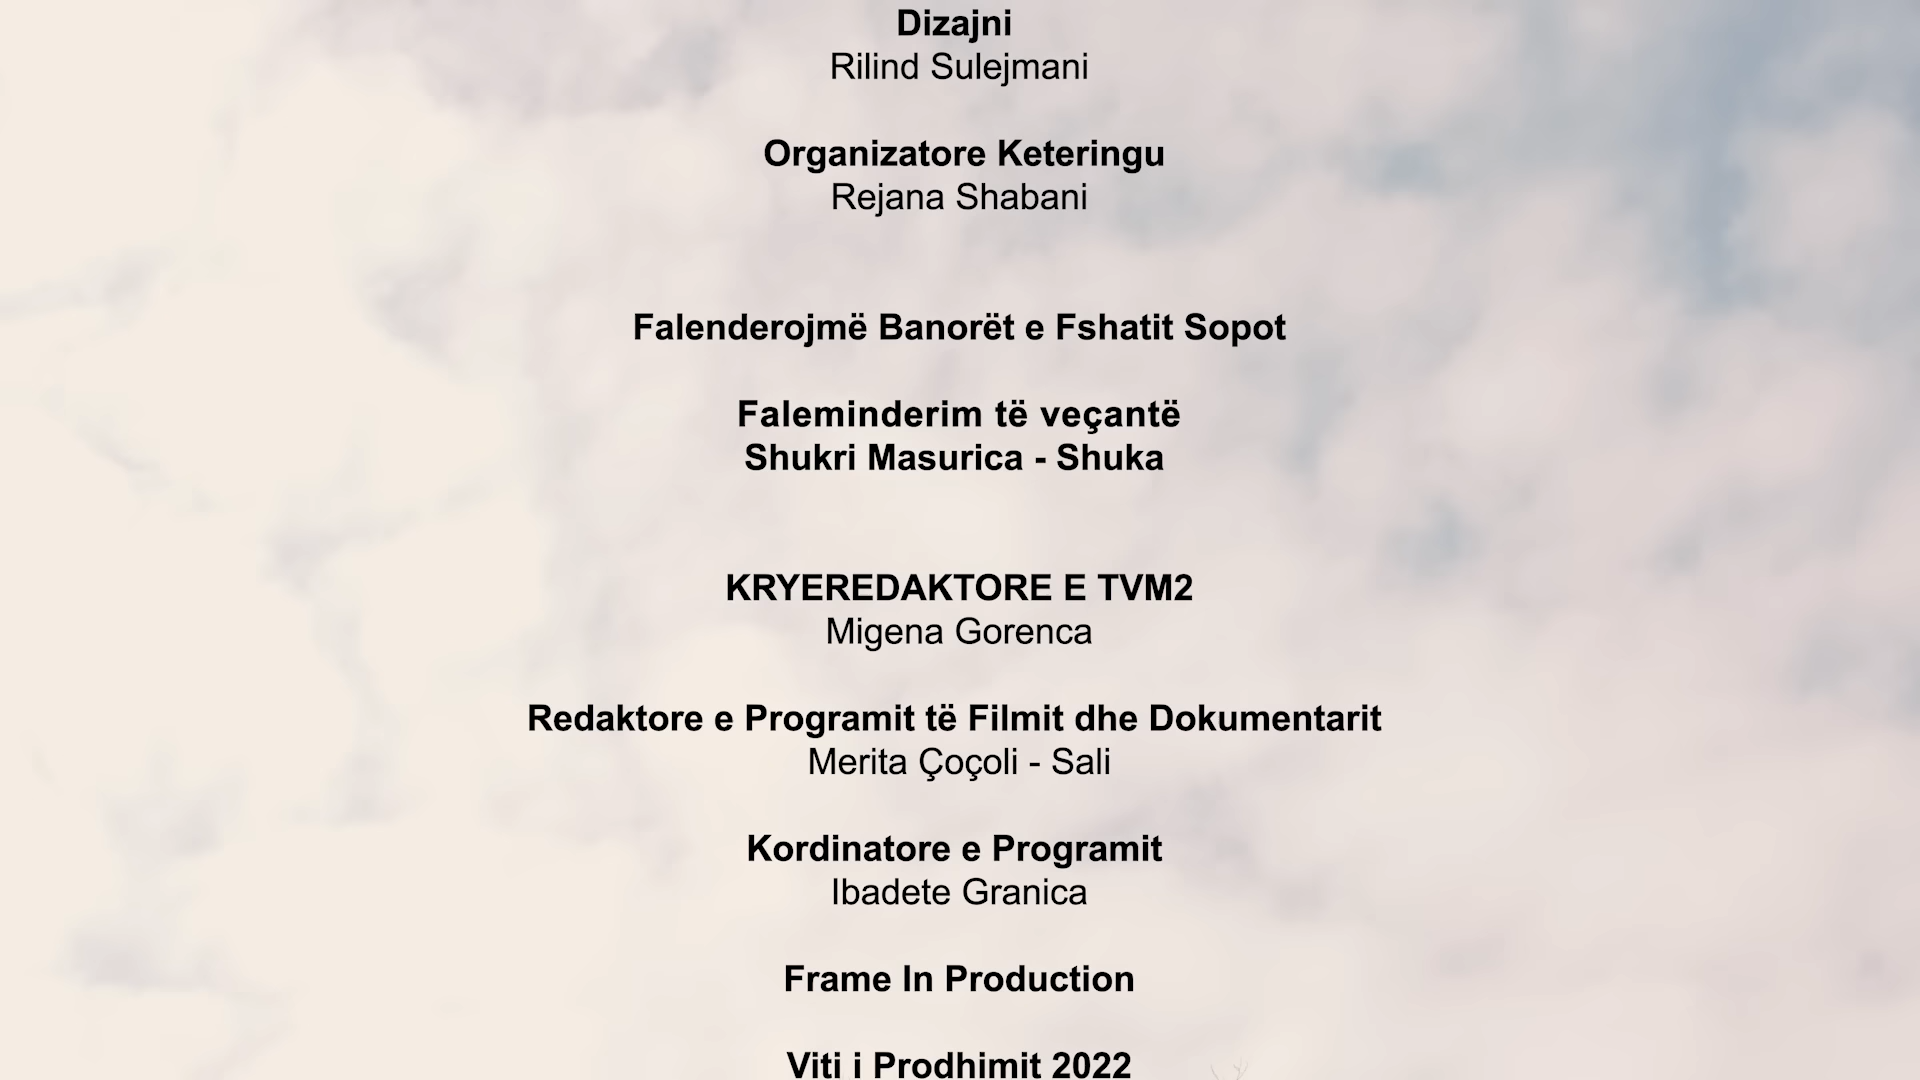 Dizajni
Rilind Sulejmani
Organizatore Keteringu
Rejana Shabani
Falenderojmë Banorët e Fshatit Sopot
Faleminderim të veçantë
Shukri Masurica - Shuka
KRYEREDAKTORE E TVM2
Migena Gorenca
Redaktore e Programit të Filmit dhe Dokumentarit
Merita Çoçoli - Sali
Kordinatore e Programit
Ibadete Granica
Frame In Production
Viti i Prodhimit 2022